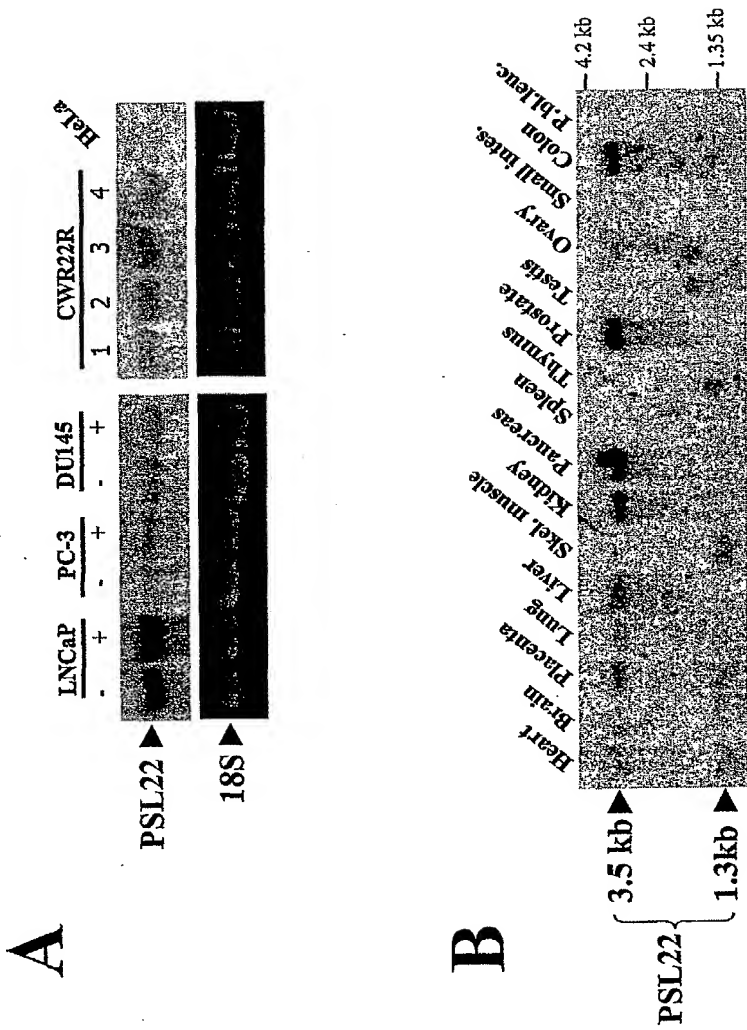 A
LNCaP PC-3 DU145 CWR22R
- + - + - + 1 2 3 4 HeLa
PSL22
18S
B
Heart Brain Placenta Lung Liver Skel. muscle Kidney Pancreas Spleen Thymus Prostate Testis Ovary Small intes. Colon P.bl.leuc.
4.2 kb
3.5 kb
2.4 kb
1.3kb
1.35 kb
PSL22